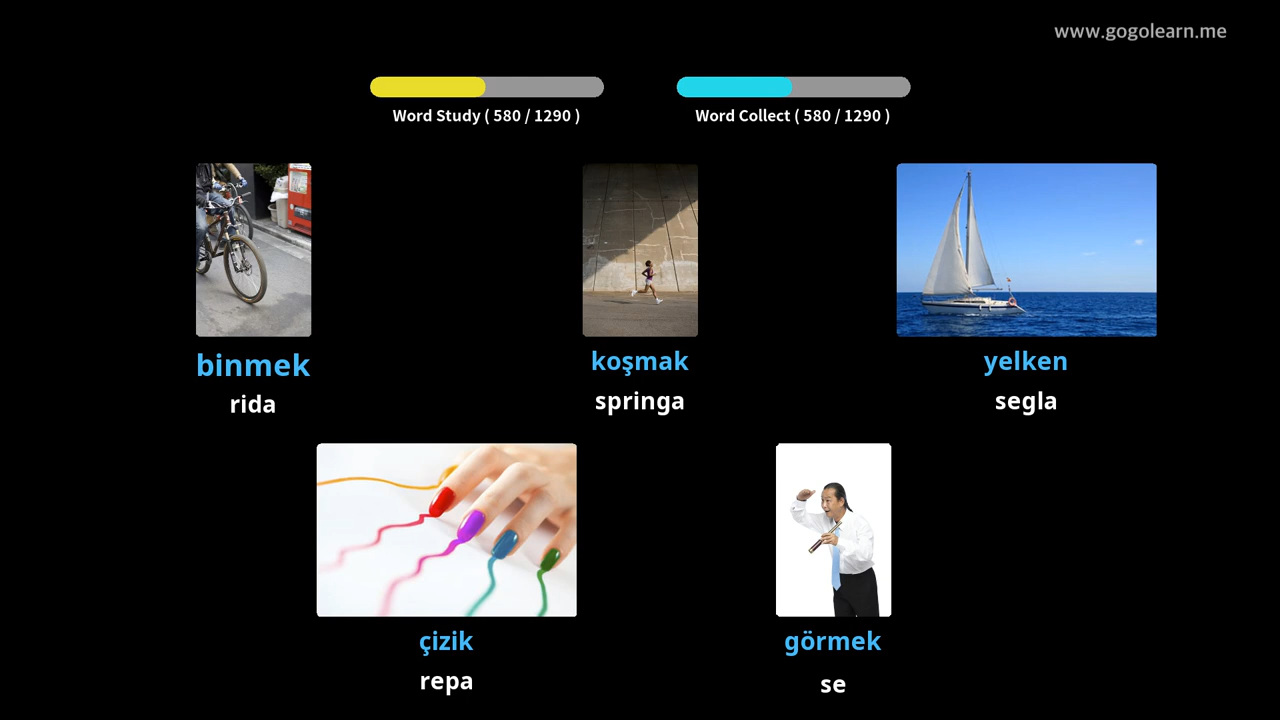 www.gogolearn.me
Word Study ( 580 / 1290 )
Word Collect ( 580 / 1290 )
binmek
rida
koşmak
springa
yelken
segla
çizik
repa
görmek
se